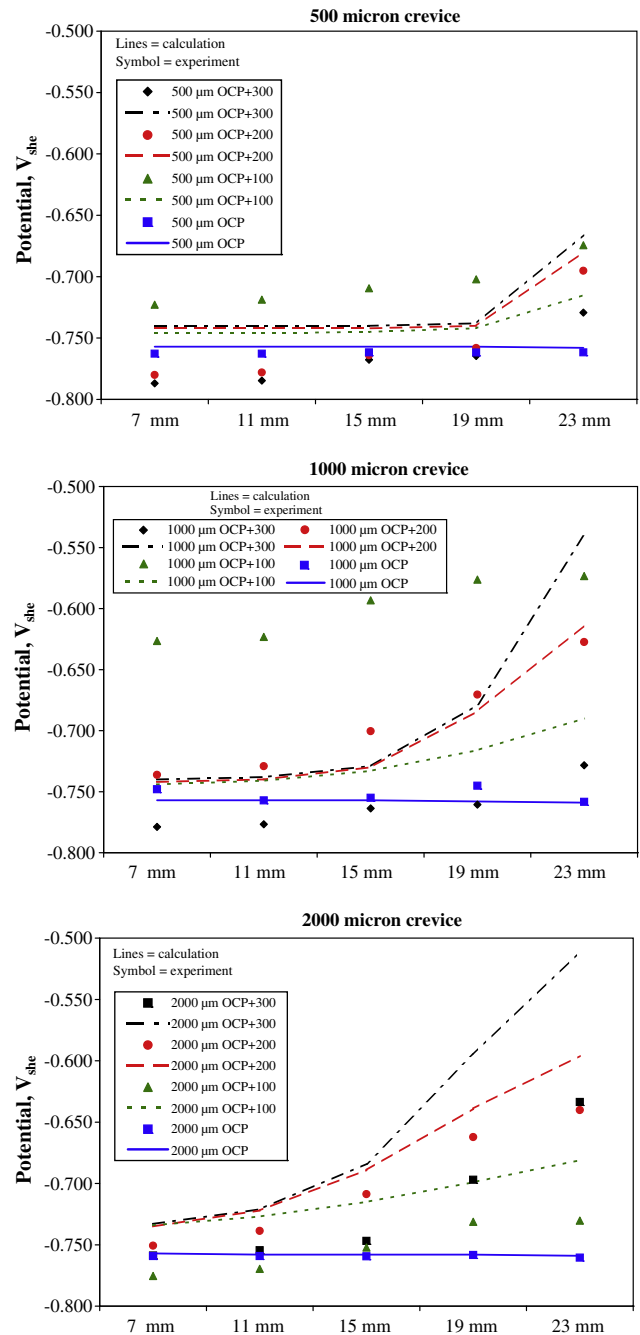 500 micron crevice
Lines = calculation
Symbol = experiment
500 µm OCP+300
500 µm OCP+300
500 µm OCP+200
500 µm OCP+200
500 µm OCP+100
500 µm OCP+100
500 µm OCP
500 µm OCP
Potential, Vshe
-0.500
-0.550
-0.600
-0.650
-0.700
-0.750
-0.800
7 mm 11 mm 15 mm 19 mm 23 mm
1000 micron crevice
Lines = calculation
Symbol = experiment
1000 µm OCP+300 1000 µm OCP+200
1000 µm OCP+300 1000 µm OCP+200
1000 µm OCP+100 1000 µm OCP
1000 µm OCP+100 1000 µm OCP
Potential, Vshe
-0.500
-0.550
-0.600
-0.650
-0.700
-0.750
-0.800
7 mm 11 mm 15 mm 19 mm 23 mm
2000 micron crevice
Lines = calculation
Symbol = experiment
2000 µm OCP+300
2000 µm OCP+300
2000 µm OCP+200
2000 µm OCP+200
2000 µm OCP+100
2000 µm OCP+100
2000 µm OCP
2000 µm OCP
Potential, Vshe
-0.500
-0.550
-0.600
-0.650
-0.700
-0.750
-0.800
7 mm 11 mm 15 mm 19 mm 23 mm